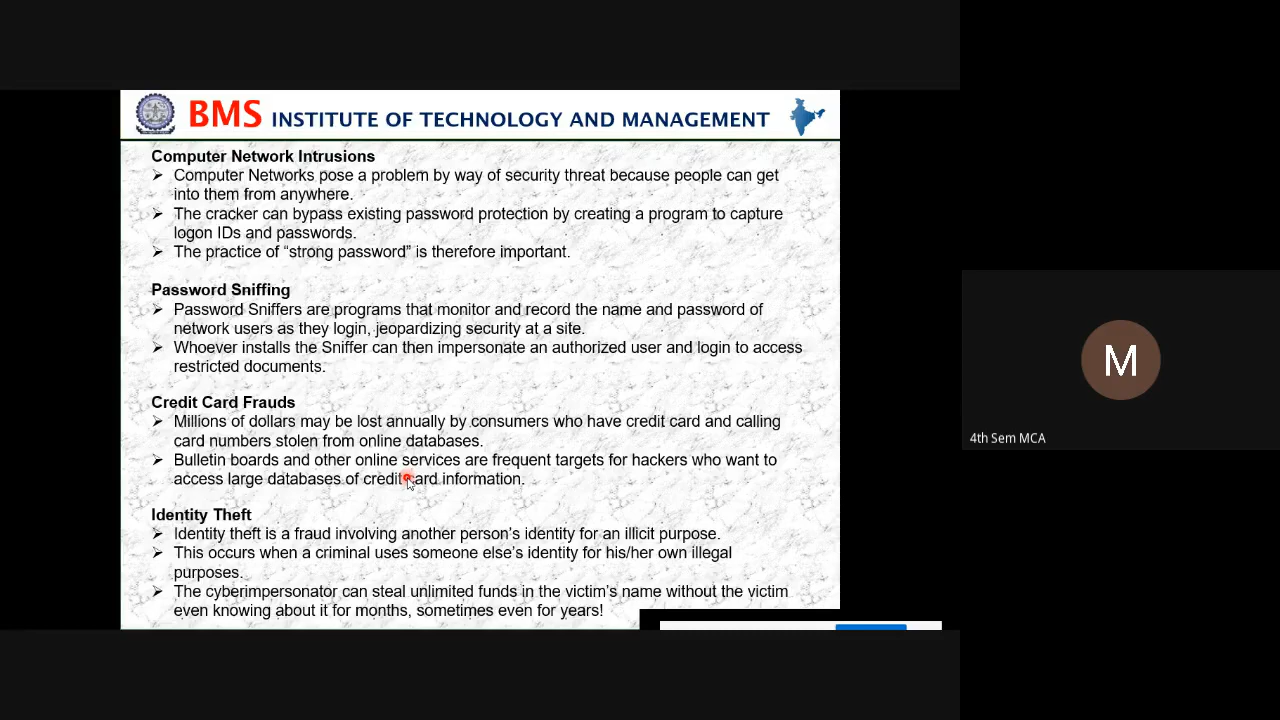 BMS INSTITUTE OF TECHNOLOGY AND MANAGEMENT
Computer Network Intrusions
➢ Computer Networks pose a problem by way of security threat because people can get
into them from anywhere.
➢ The cracker can bypass existing password protection by creating a program to capture
logon IDs and passwords.
➢ The practice of “strong password” is therefore important.
Password Sniffing
➢ Password Sniffers are programs that monitor and record the name and password of
network users as they login, jeopardizing security at a site.
➢ Whoever installs the Sniffer can then impersonate an authorized user and login to access
restricted documents.
Credit Card Frauds
➢ Millions of dollars may be lost annually by consumers who have credit card and calling
card numbers stolen from online databases.
➢ Bulletin boards and other online services are frequent targets for hackers who want to
access large databases of credit card information.
Identity Theft
➢ Identity theft is a fraud involving another person’s identity for an illicit purpose.
➢ This occurs when a criminal uses someone else’s identity for his/her own illegal
purposes.
➢ The cyberimpersonator can steal unlimited funds in the victim’s name without the victim
even knowing about it for months, sometimes even for years!
M
4th Sem MCA